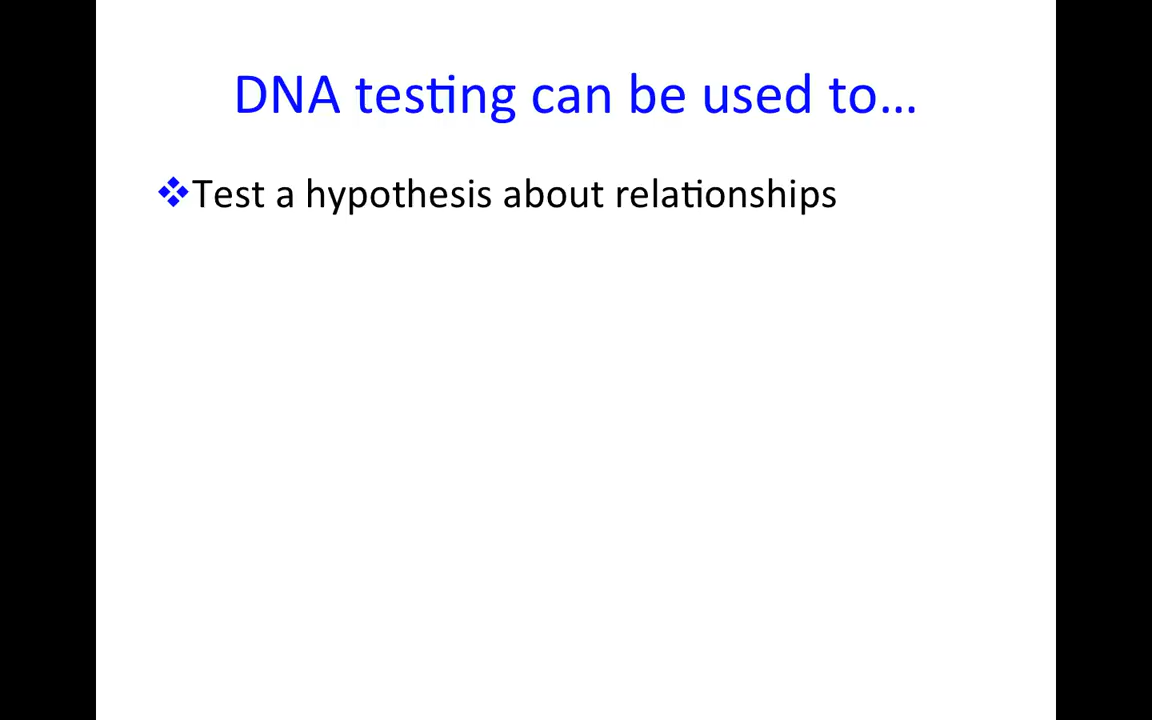 DNA testing can be used to…
❖Test a hypothesis about relationships